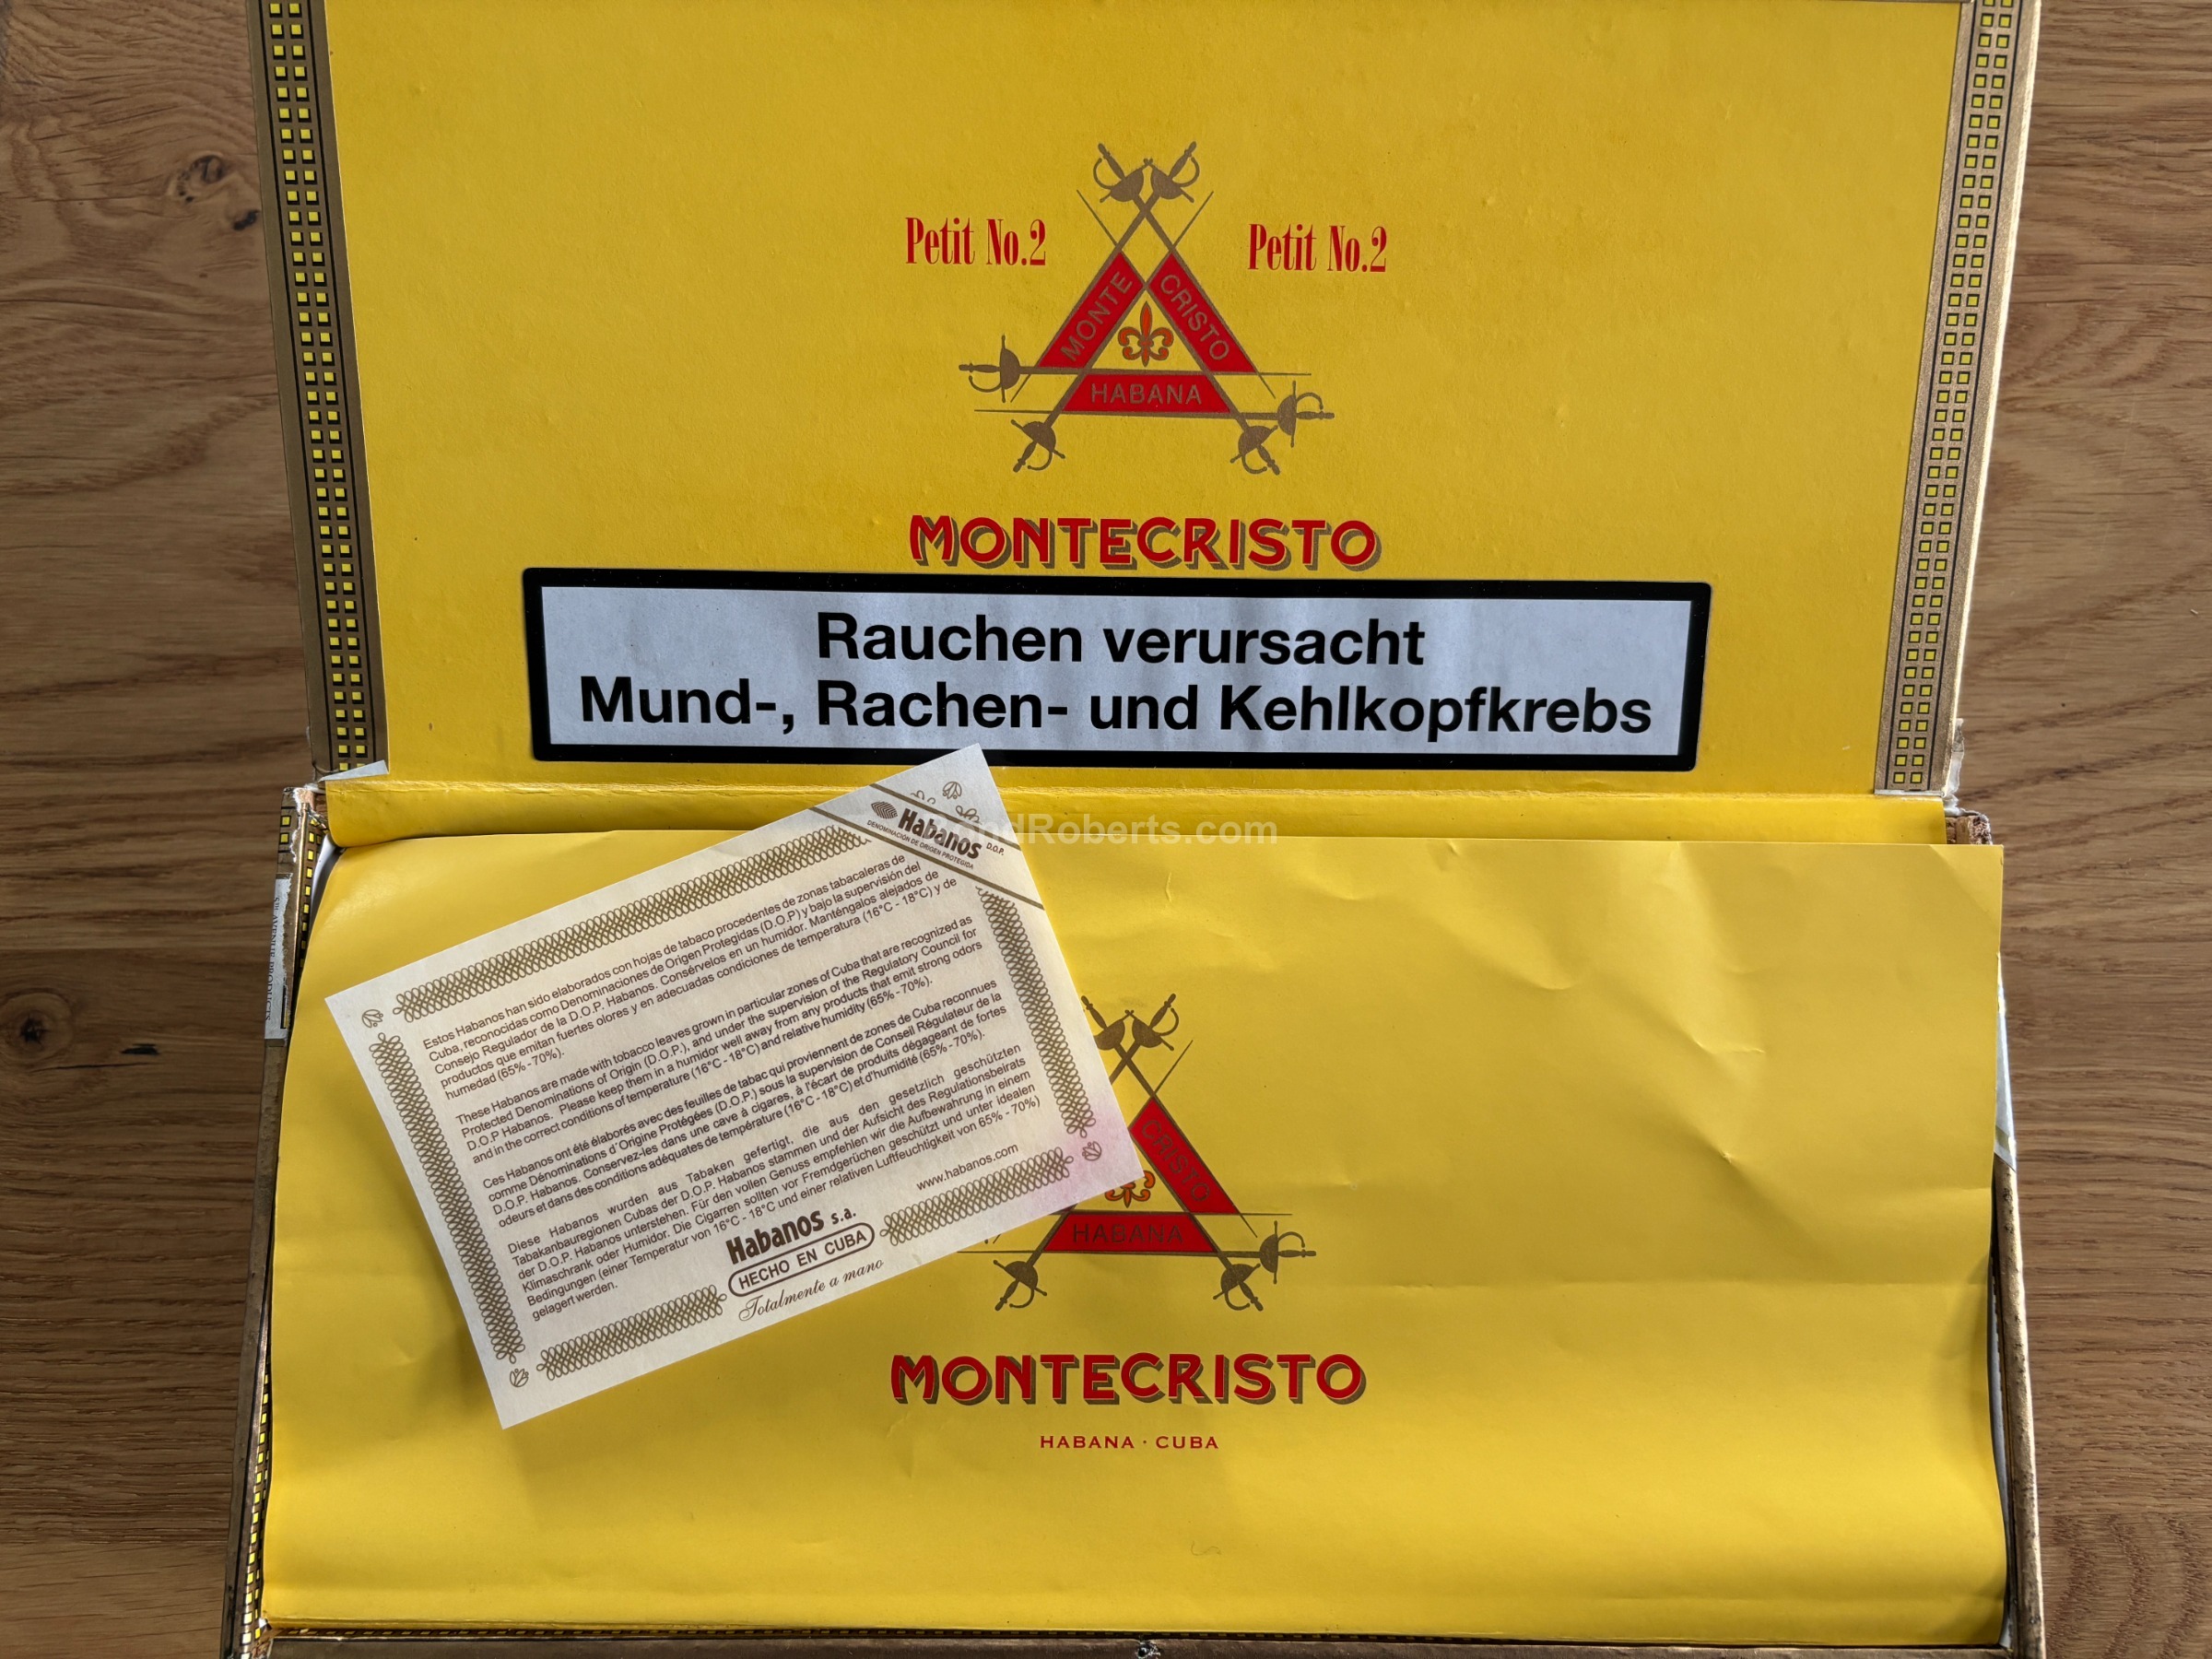 Petit No.2
Petit No.2
MONTE
CRISTO
HABANA
MONTECRISTO
Rauchen verursacht
Mund-, Rachen- und Kehlkopfkrebs
ndRoberts.com
Habanos D.O.P.
DENOMINACIÓN DE ORIGEN PROTEGIDA
Estos Habanos han sido elaborados con hojas de tabaco procedentes de zonas tabacaleras de
Cuba, reconocidas como Denominaciones de Origen Protegidas (D.O.P) y bajo la supervisión del
Consejo Regulador de la D.O.P. Habanos. Consérvelos en un humidor. Manténgalos alejados de
productos que emitan fuertes olores y en adecuadas condiciones de temperatura (16°C - 18°C) y de
humedad (65% - 70%).
These Habanos are made with tobacco leaves grown in particular zones of Cuba that are recognized as
Protected Denominations of Origin (D.O.P.), and under the supervision of the Regulatory Council for
D.O.P Habanos. Please keep them in a humidor well away from any products that emit strong odors
and in the correct conditions of temperature (16°C - 18°C) and relative humidity (65% - 70%).
Ces Habanos ont été élaborés avec des feuilles de tabac qui proviennent de zones de Cuba reconnues
comme Dénominations d'Origine Protégées (D.O.P.) sous la supervision de Conseil Régulateur de la
D.O.P. Habanos. Conservez-les dans une cave à cigares, à l'écart de produits dégageant de fortes
odeurs et dans des conditions adéquates de température (16°C - 18°C) et d'humidité (65% - 70%).
Diese Habanos wurden aus Tabaken gefertigt, die aus den gesetzlich geschützten
Tabakanbauregionen Cubas der D.O.P. Habanos stammen und der Aufsicht des Regulationsbeirats
der D.O.P. Habanos unterstehen. Für den vollen Genuss empfehlen wir die Aufbewahrung in einem
Klimaschrank oder Humidor. Die Cigarren sollten vor Fremdgerüchen geschützt und unter idealen
Bedingungen (einer Temperatur von 16°C - 18°C und einer relativen Luftfeuchtigkeit von 65% - 70%)
gelagert werden.
www.habanos.com
Habanos s.a.
HECHO EN CUBA
Totalmente a mano
CRISTO
HABANA
MONTECRISTO
HABANA · CUBA
5TH AVENUE PRODUCTS